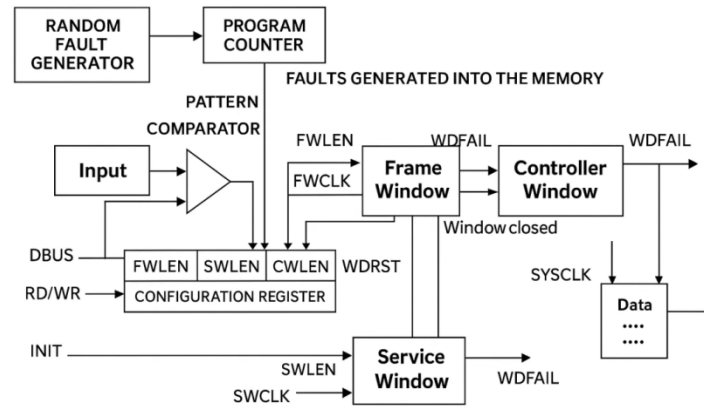 RANDOM
FAULT
GENERATOR
PROGRAM
COUNTER
FAULTS GENERATED INTO THE MEMORY
PATTERN
COMPARATOR
Input
FWLEN
FWCLK
Frame
Window
WDFAIL
Controller
Window
WDFAIL
Window closed
DBUS
FWLEN SWLEN CWLEN
WDRST
RD/WR
CONFIGURATION REGISTER
SYSCLK
Data
....
....
INIT
SWLEN
SWCLK
Service
Window
WDFAIL